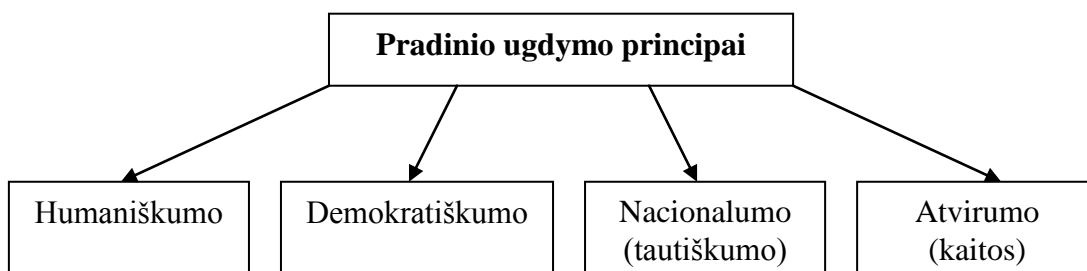 Pradinio ugdymo principai
Humaniškumo
Demokratiškumo
Nacionalumo
(tautiškumo)
Atvirumo
(kaitos)